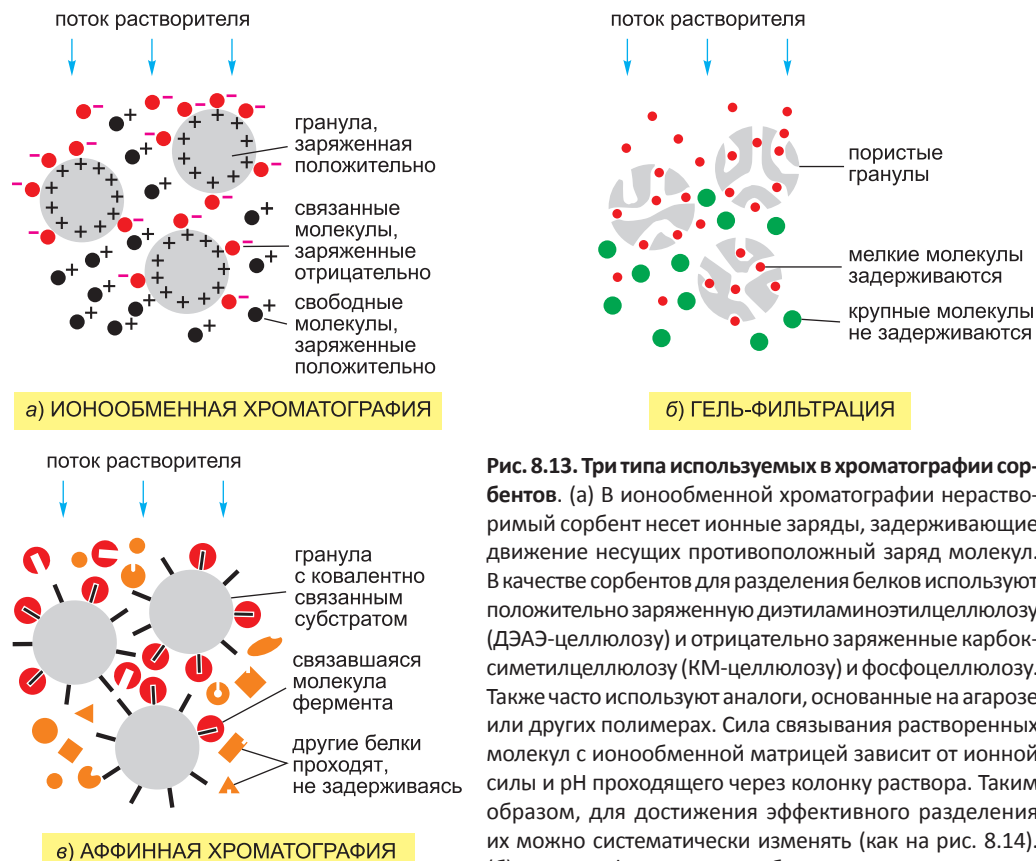 поток растворителя
гранула,
заряженная
положительно
связанные
молекулы,
заряженные
отрицательно
свободные
молекулы,
заряженные
положительно
а) ИОНООБМЕННАЯ ХРОМАТОГРАФИЯ
поток растворителя
пористые
гранулы
мелкие молекулы
задерживаются
крупные молекулы
не задерживаются
б) ГЕЛЬ-ФИЛЬТРАЦИЯ
поток растворителя
гранула
с ковалентно
связанным
субстратом
связавшаяся
молекула
фермента
другие белки
проходят,
не задерживаясь
в) АФФИННАЯ ХРОМАТОГРАФИЯ
Рис. 8.13. Три типа используемых в хроматографии сор-
бентов. (а) В ионообменной хроматографии нераство-
римый сорбент несет ионные заряды, задерживающие
движение несущих противоположный заряд молекул.
В качестве сорбентов для разделения белков используют
положительно заряженную диэтиламиноэтилцеллюлозу
(ДЭАЭ-целлюлозу) и отрицательно заряженные карбок-
симетилцеллюлозу (КМ-целлюлозу) и фосфоцеллюлозу.
Также часто используют аналоги, основанные на агарозе
или других полимерах. Сила связывания растворенных
молекул с ионообменной матрицей зависит от ионной
силы и pH проходящего через колонку раствора. Таким
образом, для достижения эффективного разделения
их можно систематически изменять (как на рис. 8.14).